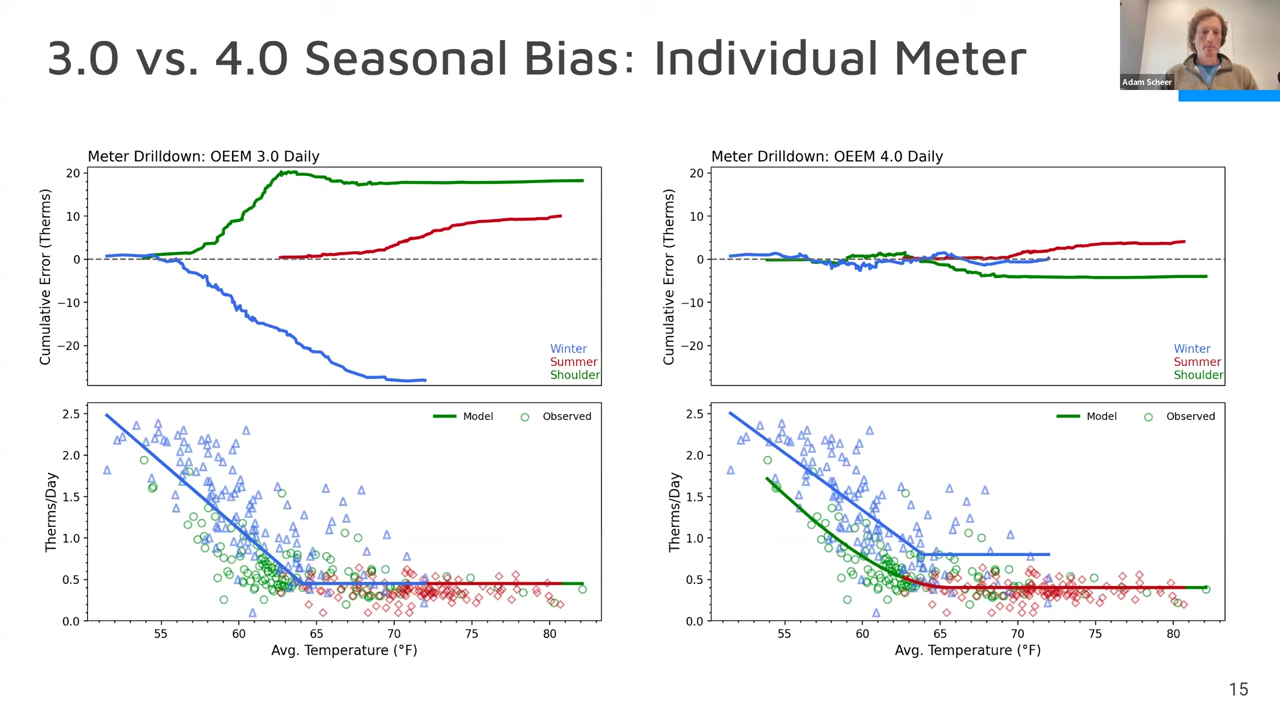 3.0 vs. 4.0 Seasonal Bias: Individual Meter
Adam Scheer
Meter Drilldown: OEEM 3.0 Daily
Cumulative Error (Therms)
20
10
0
−10
−20
Winter
Summer
Shoulder
Therms/Day
2.5
2.0
1.5
1.0
0.5
0.0
Model
Observed
55
60
65
70
75
80
Avg. Temperature (°F)
Meter Drilldown: OEEM 4.0 Daily
Cumulative Error (Therms)
20
10
0
−10
−20
Winter
Summer
Shoulder
Therms/Day
2.5
2.0
1.5
1.0
0.5
0.0
Model
Observed
55
60
65
70
75
80
Avg. Temperature (°F)
15